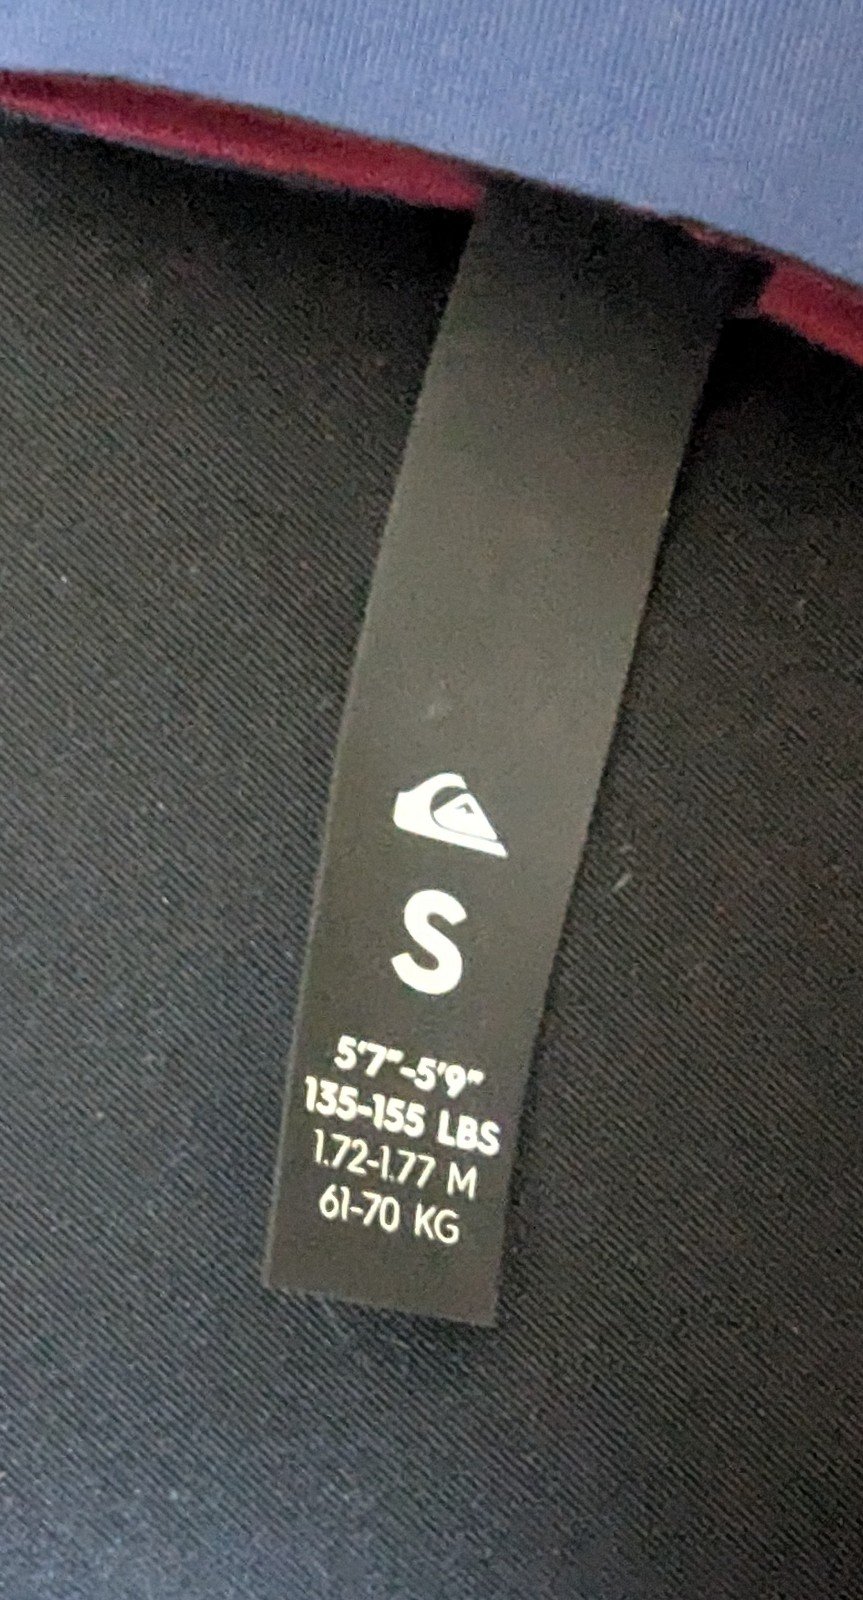 S
5'7"-5'9"
135-155 LBS
1.72-1.77 M
61-70 KG